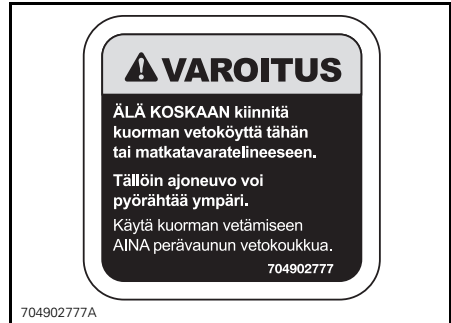 VAROITUS
ÄLÄ KOSKAAN kiinnitä
kuorman vetoköyttä tähän
tai matkatavaratelineeseen.
Tällöin ajoneuvo voi
pyörähtää ympäri.
Käytä kuorman vetämiseen
AINA perävaunun vetokoukkua.
704902777
704902777A